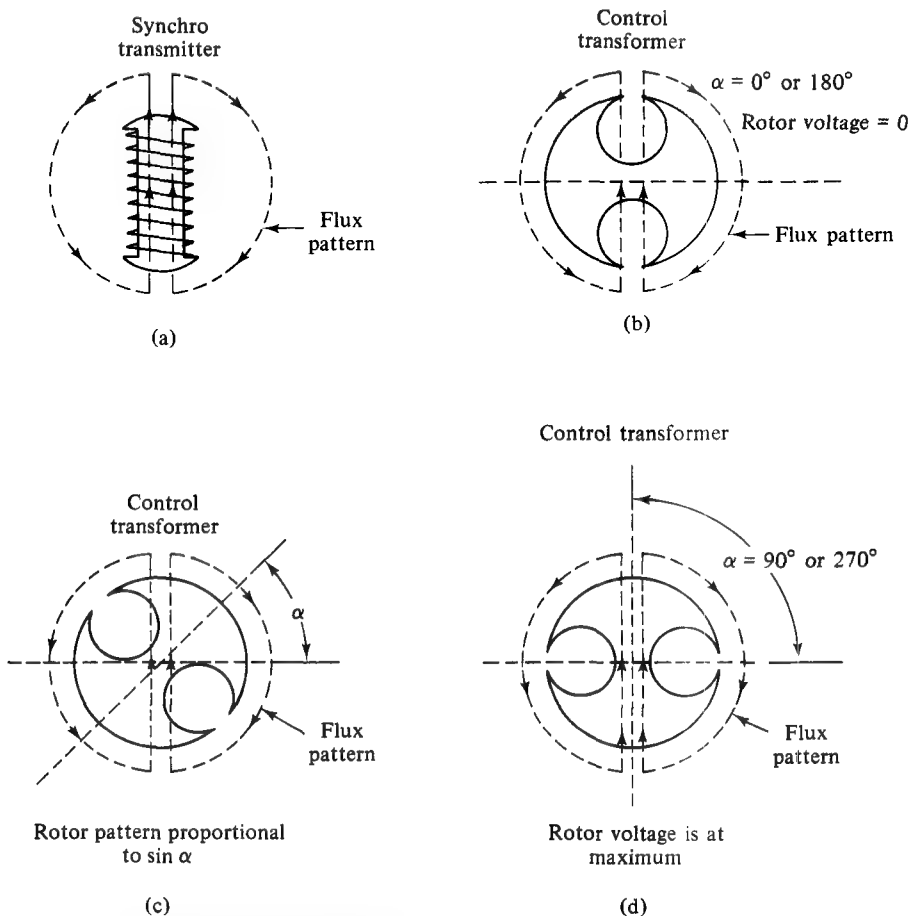 Synchro
transmitter
Flux
pattern
(a)
Control
transformer
α = 0° or 180°
Rotor voltage = 0
Flux pattern
(b)
Control
transformer
α
Flux
pattern
Rotor pattern proportional
to sin α
(c)
Control transformer
α = 90° or 270°
Flux
pattern
Rotor voltage is at
maximum
(d)